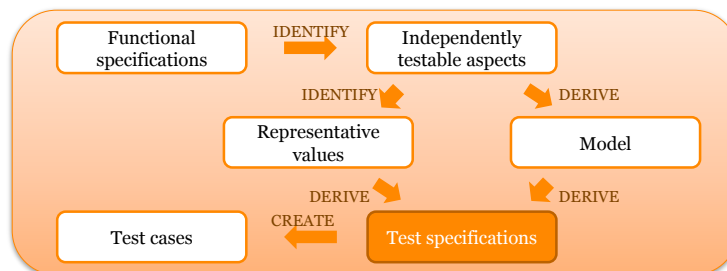 Functional
specifications
IDENTIFY
Independently
testable aspects
IDENTIFY
DERIVE
Representative
values
Model
DERIVE
DERIVE
CREATE
Test cases
Test specifications